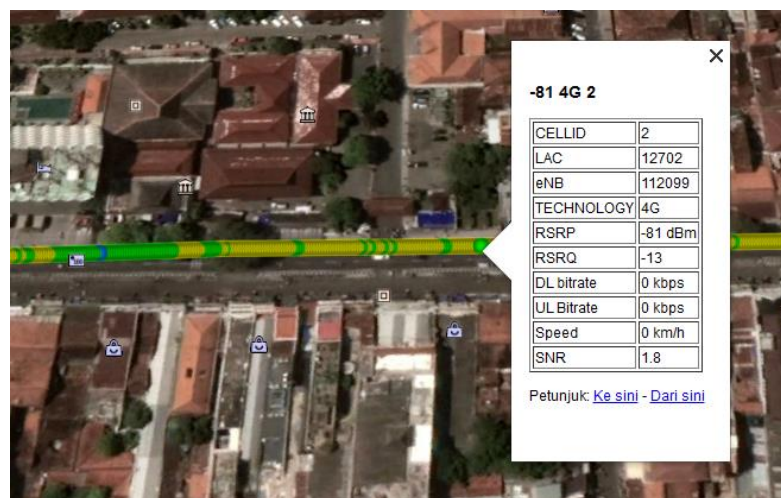 -81 4G 2
CELLID 2
LAC 12702
eNB 112099
TECHNOLOGY 4G
RSRP -81 dBm
RSRQ -13
DL bitrate 0 kbps
UL Bitrate 0 kbps
Speed 0 km/h
SNR 1.8
Petunjuk: Ke sini - Dari sini